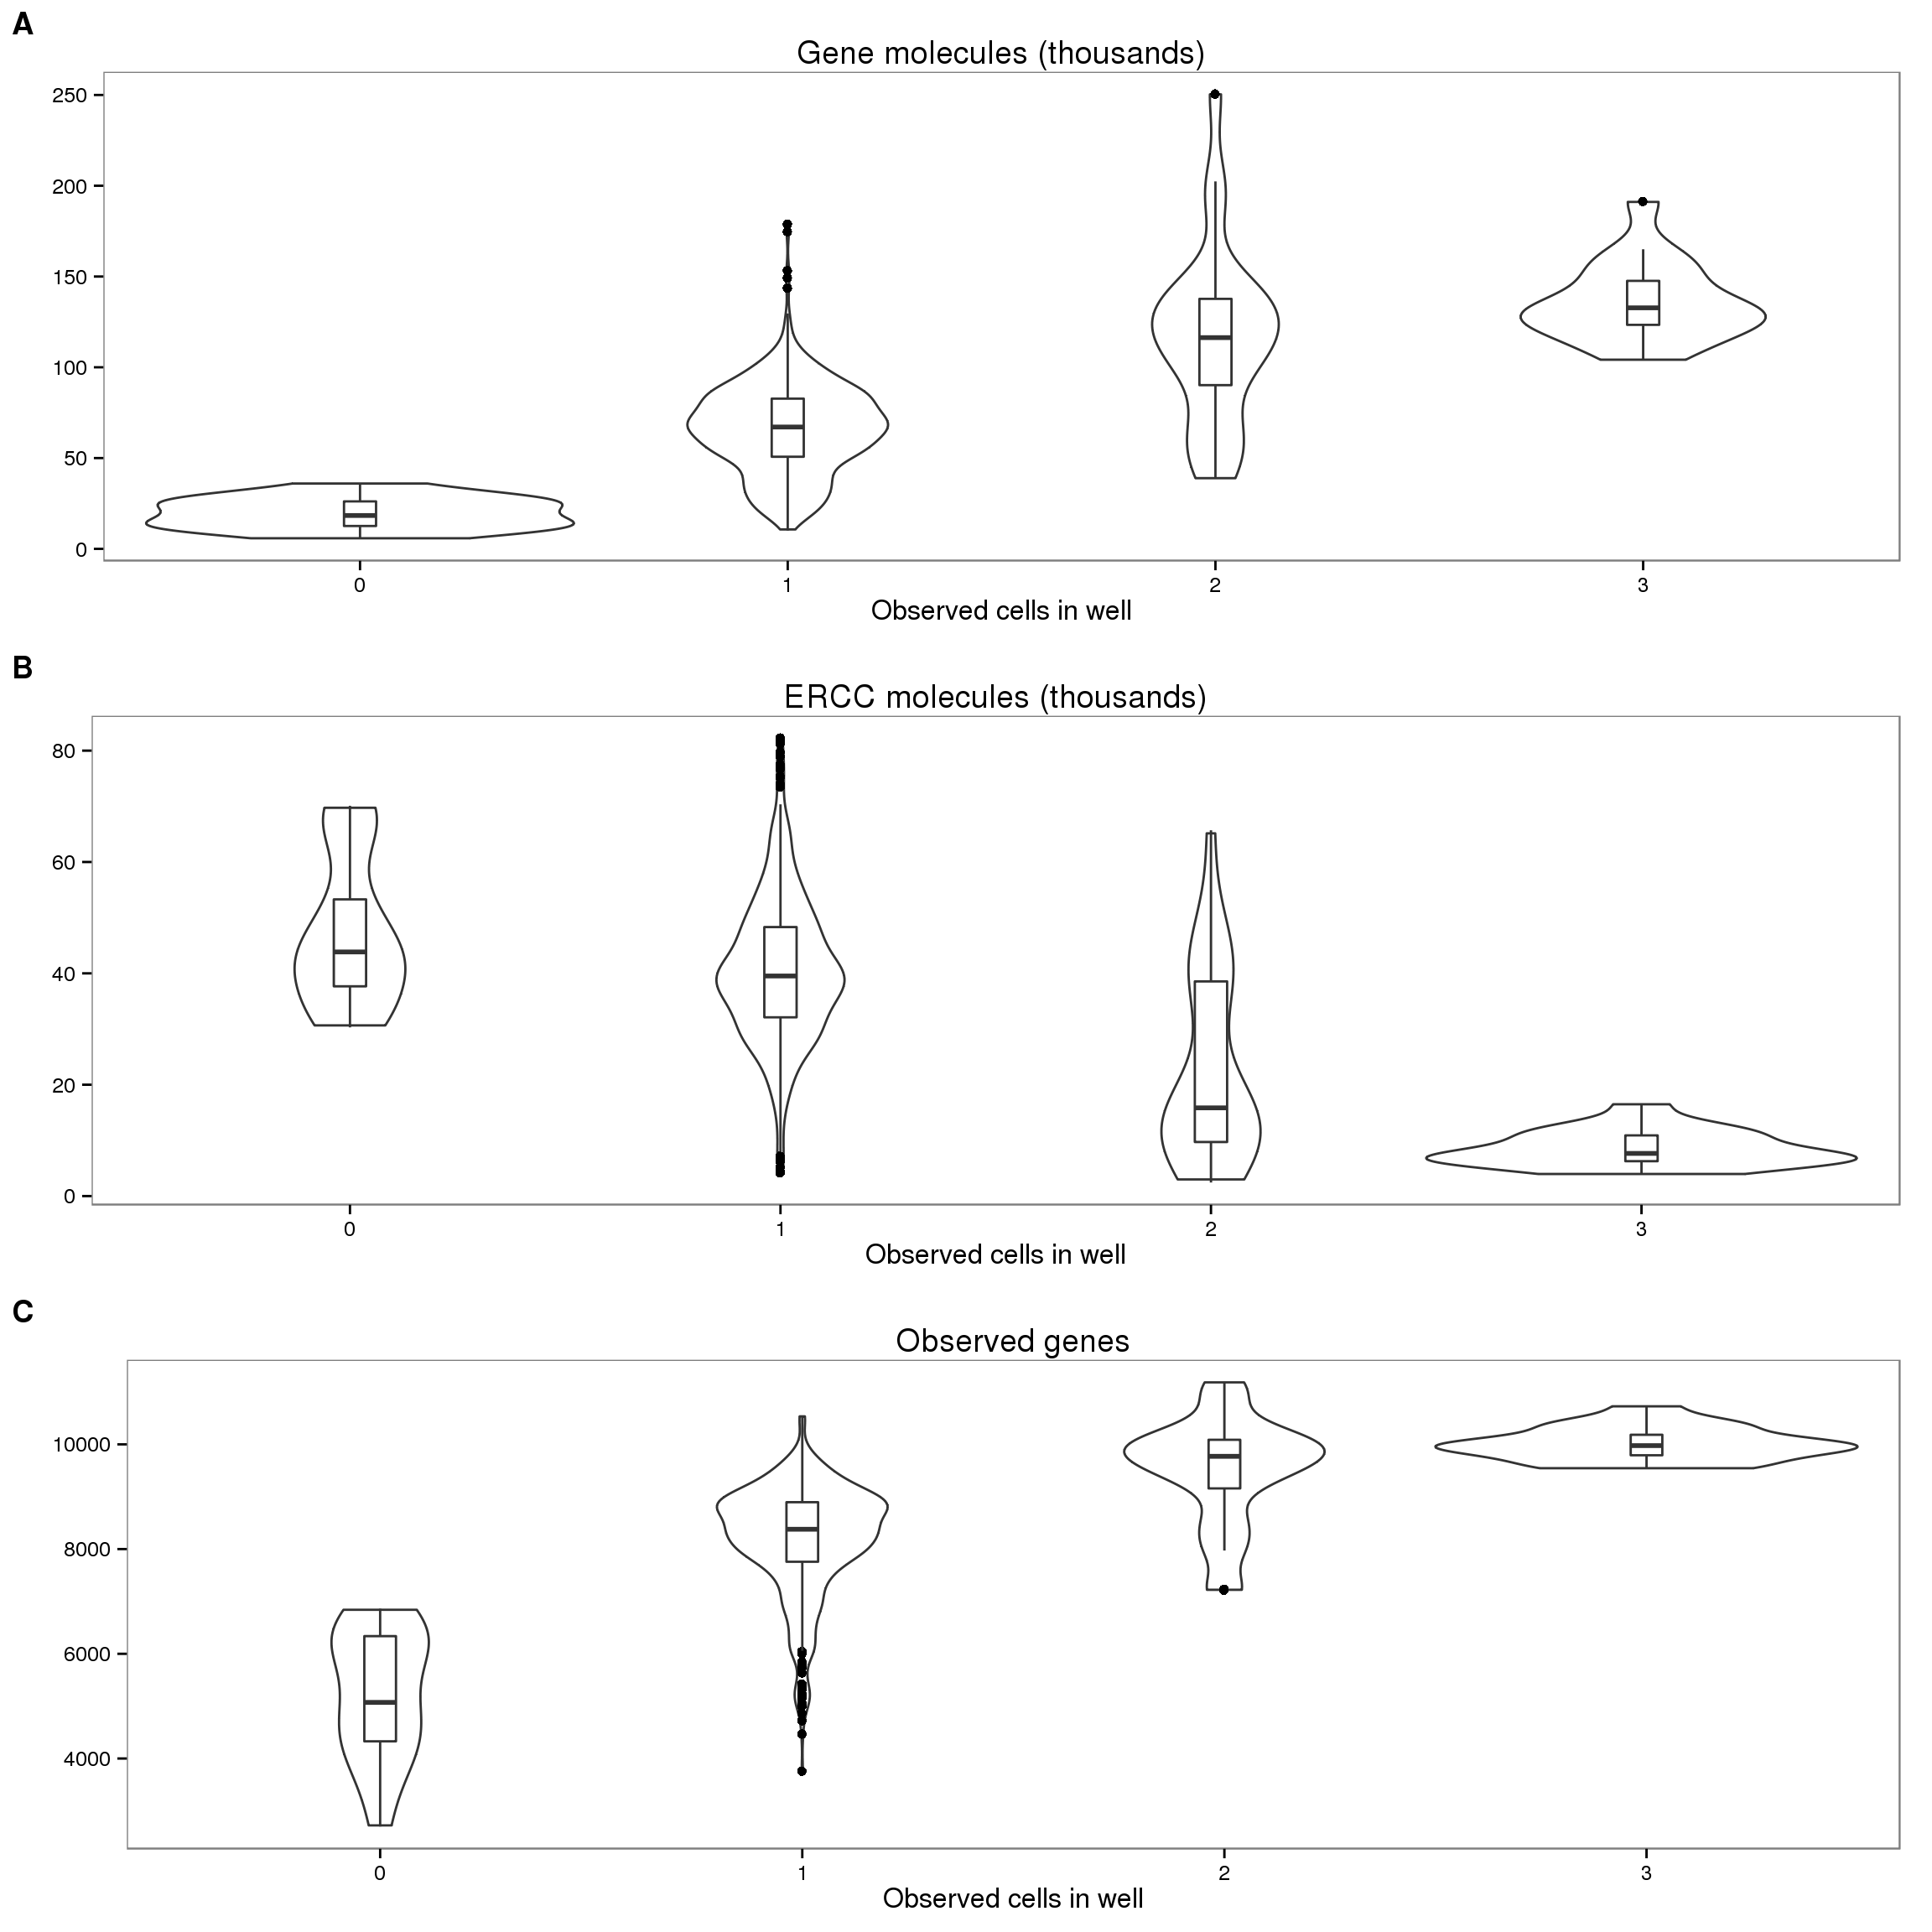 A
Gene molecules (thousands)
250
200
150
100
50
0
0 1 2 3
Observed cells in well
B
ERCC molecules (thousands)
80
60
40
20
0
0 1 2 3
Observed cells in well
C
Observed genes
10000
8000
6000
4000
0 1 2 3
Observed cells in well